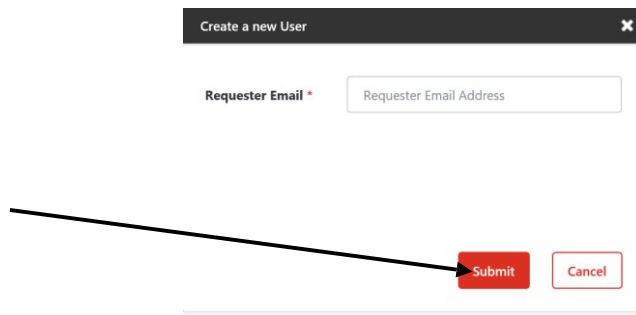 Create a new User
Requester Email *
Requester Email Address
Submit
Cancel